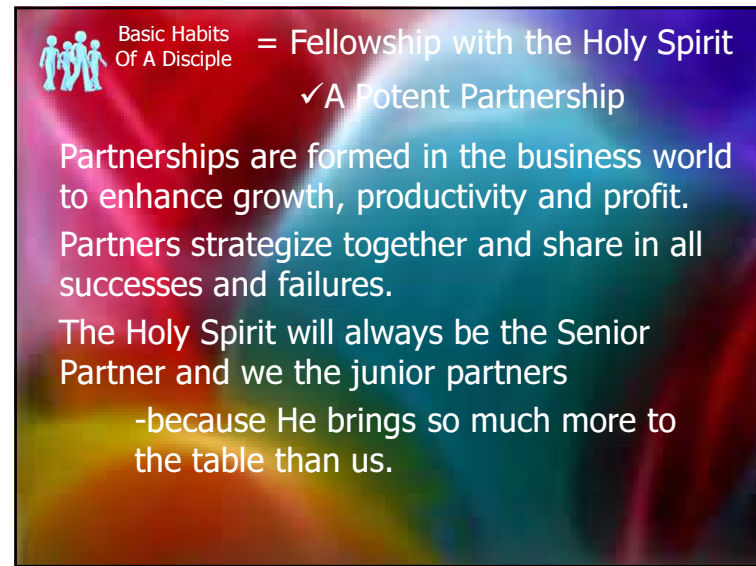 Basic Habits
Of A Disciple
= Fellowship with the Holy Spirit
✓A Potent Partnership
Partnerships are formed in the business world
to enhance growth, productivity and profit.
Partners strategize together and share in all
successes and failures.
The Holy Spirit will always be the Senior
Partner and we the junior partners
-because He brings so much more to
the table than us.